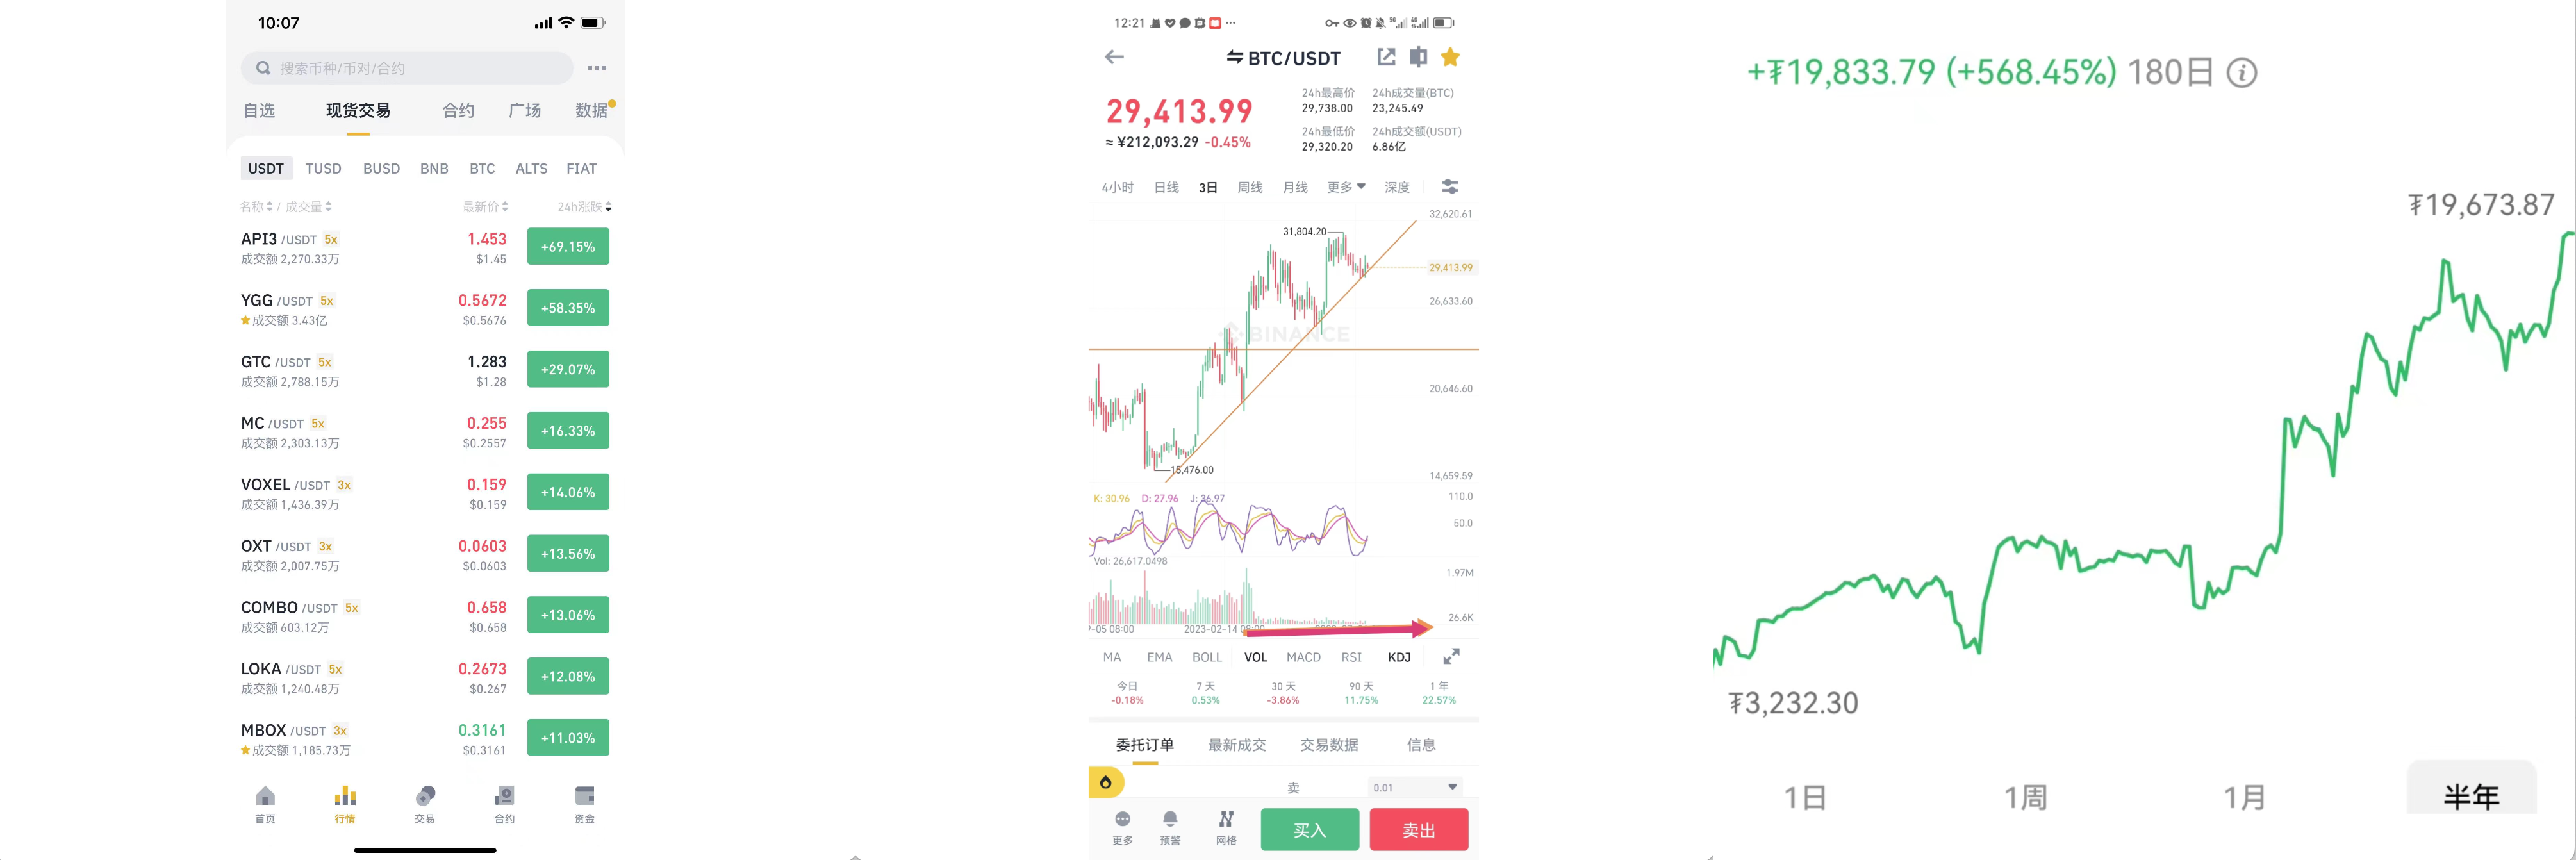 10:07
搜索币种/币对/合约
自选 现货交易 合约 广场 数据
USDT TUSD BUSD BNB BTC ALTS FIAT
名称 / 成交量 最新价 24h涨跌
API3 /USDT 5x 1.453 +69.15%
成交额 2,270.33万 $1.45
YGG /USDT 5x 0.5672 +58.35%
成交额 3.43亿 $0.5676
GTC /USDT 5x 1.283 +29.07%
成交额 2,788.15万 $1.28
MC /USDT 5x 0.255 +16.33%
成交额 2,303.13万 $0.2557
VOXEL /USDT 3x 0.159 +14.06%
成交额 1,436.39万 $0.159
OXT /USDT 3x 0.0603 +13.56%
成交额 2,007.75万 $0.0603
COMBO /USDT 5x 0.658 +13.06%
成交额 603.12万 $0.658
LOKA /USDT 5x 0.2673 +12.08%
成交额 1,240.48万 $0.267
MBOX /USDT 3x 0.3161 +11.03%
成交额 1,185.73万 $0.3161
首页 行情 交易 合约 资金
12:21
BTC/USDT
29,413.99
≈ ¥212,093.29 -0.45%
24h最高价 24h成交量(BTC)
29,738.00 23,245.49
24h最低价 24h成交额(USDT)
29,320.20 6.86亿
4小时 日线 3日 周线 月线 更多 深度
32,620.61
31,804.20
29,413.99
26,633.60
BINANCE
20,646.60
15,476.00
14,659.59
K: 30.96 D: 27.96 J: 36.97 110.0
50.0
Vol: 26,617.0498
1.97M
26.6K
-05 08:00 2023-02-14 08:00
MA EMA BOLL VOL MACD RSI KDJ
今日 7 天 30 天 90 天 1 年
-0.18% 0.53% -3.86% 11.75% 22.57%
委托订单 最新成交 交易数据 信息
卖 0.01
更多 预警 网格 买入 卖出
+₮19,833.79 (+568.45%) 180日
₮19,673.87
₮3,232.30
1日 1周 1月 半年